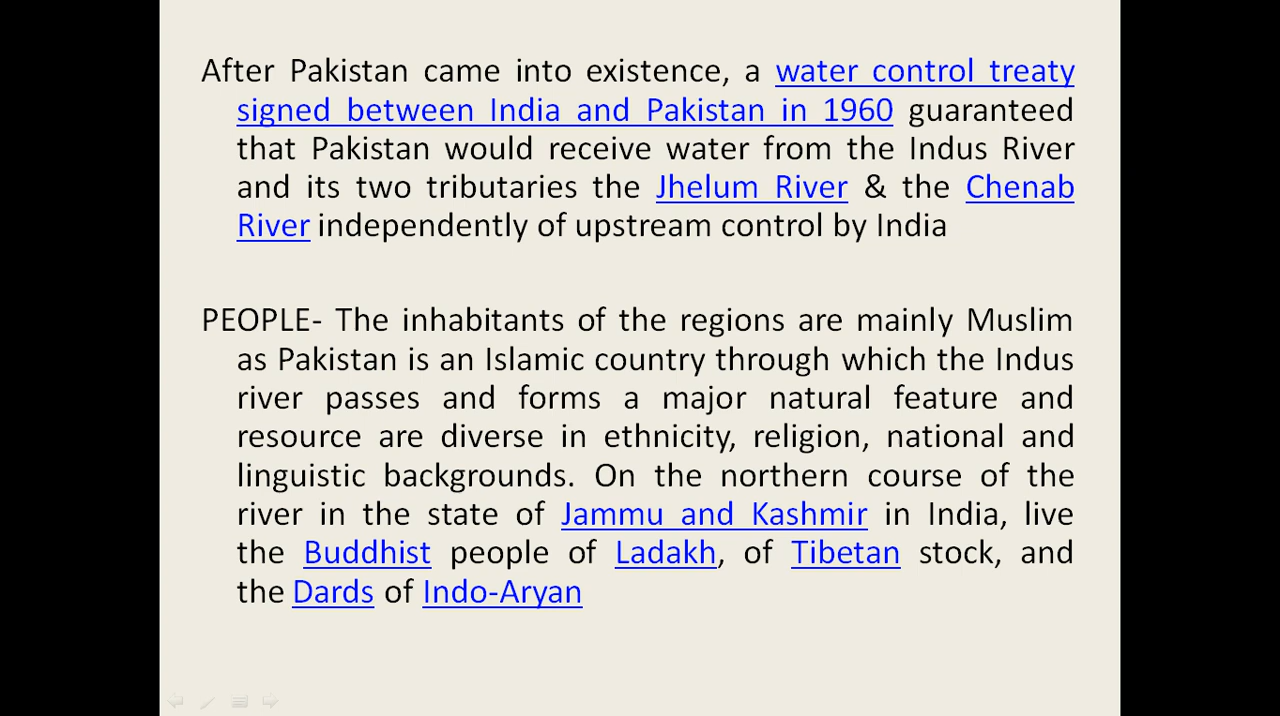 After Pakistan came into existence, a water control treaty
signed between India and Pakistan in 1960 guaranteed
that Pakistan would receive water from the Indus River
and its two tributaries the Jhelum River & the Chenab
River independently of upstream control by India
PEOPLE- The inhabitants of the regions are mainly Muslim
as Pakistan is an Islamic country through which the Indus
river passes and forms a major natural feature and
resource are diverse in ethnicity, religion, national and
linguistic backgrounds. On the northern course of the
river in the state of Jammu and Kashmir in India, live
the Buddhist people of Ladakh, of Tibetan stock, and
the Dards of Indo-Aryan